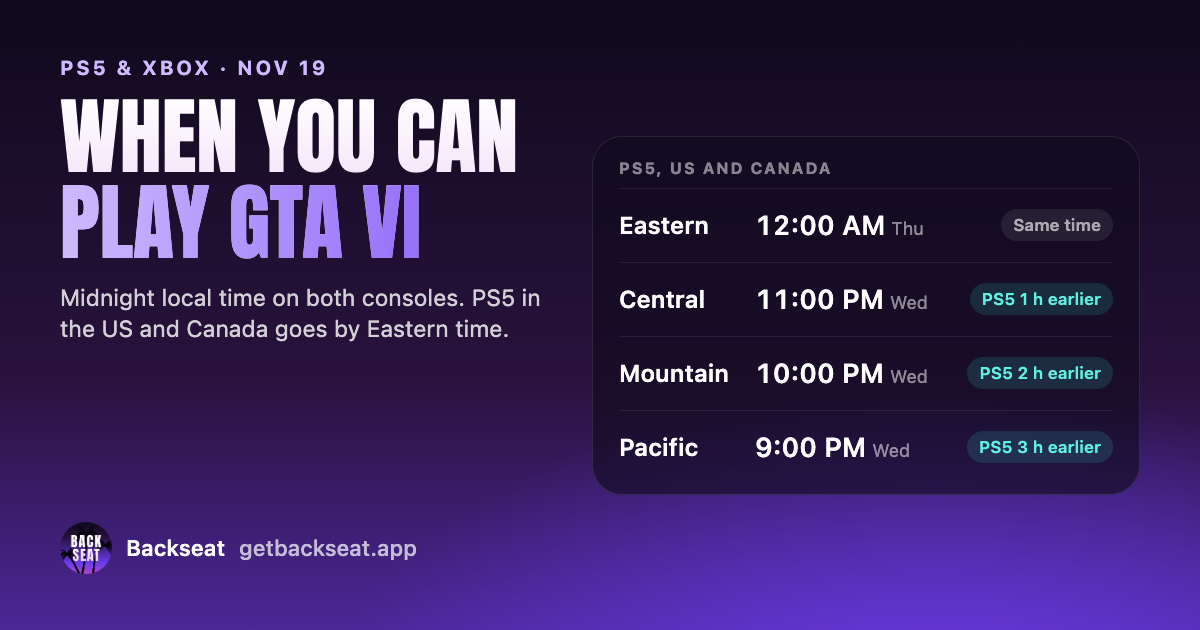 PS5 & XBOX · NOV 19
WHEN YOU CAN
PLAY GTA VI
Midnight local time on both consoles. PS5 in
the US and Canada goes by Eastern time.
PS5, US AND CANADA
Eastern 12:00 AM Thu Same time
Central 11:00 PM Wed PS5 1 h earlier
Mountain 10:00 PM Wed PS5 2 h earlier
Pacific 9:00 PM Wed PS5 3 h earlier
BACK
SEAT
Backseat getbackseat.app